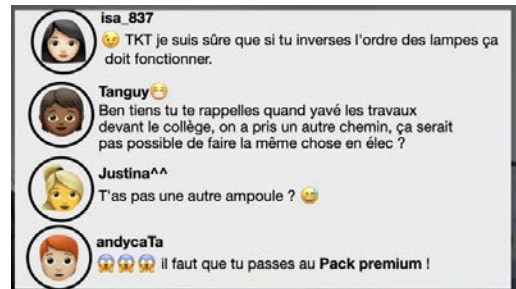 isa_837
😉 TKT je suis sûre que si tu inverses l'ordre des lampes ça
doit fonctionner.
Tanguy😁
Ben tiens tu te rappelles quand yavé les travaux
devant le collège, on a pris un autre chemin, ça serait
pas possible de faire la même chose en élec ?
Justina^^
T'as pas une autre ampoule ? 😅
andycaTa
😱😱😱 il faut que tu passes au Pack premium !